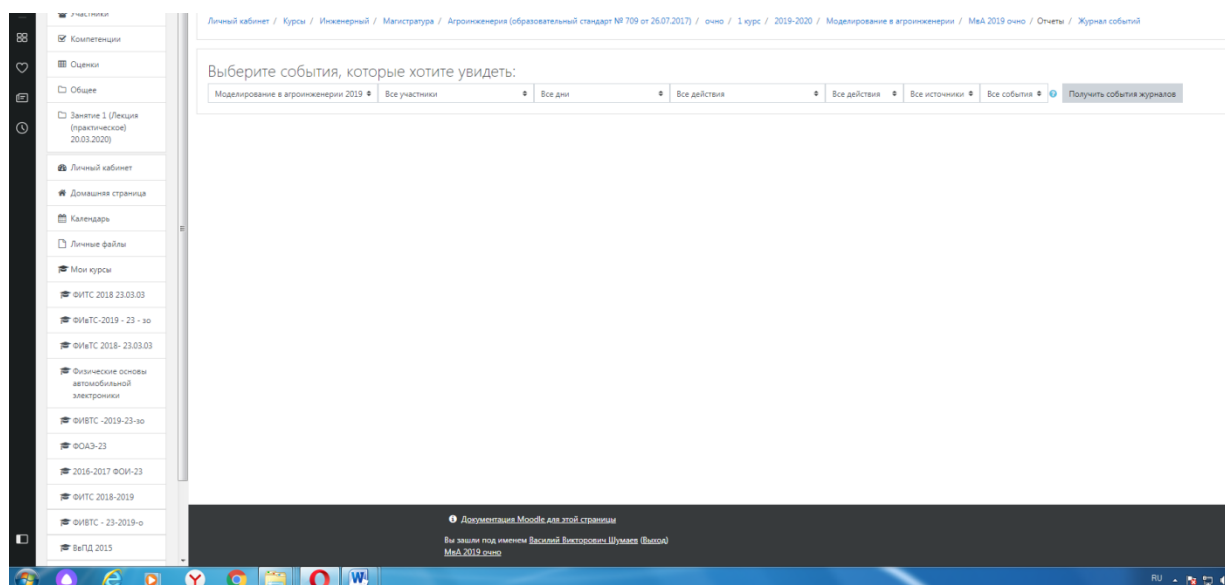 Участники
Личный кабинет / Курсы / Инженерный / Магистратура / Агроинженерия (образовательный стандарт № 709 от 26.07.2017) / очно / 1 курс / 2019-2020 / Моделирование в агроинженерии / МвА 2019 очно / Отчеты / Журнал событий
Компетенции
Оценки
Общее
Занятие 1 (Лекция
(практическое)
20.03.2020)
Личный кабинет
Домашняя страница
Календарь
Личные файлы
Мои курсы
ФИТС 2018 23.03.03
ФИвТС-2019 - 23 - зо
ФИвТС 2018- 23.03.03
Физические основы
автомобильной
электроники
ФИВТС -2019-23-зо
ФОАЭ-23
2016-2017 ФОИ-23
ФИТС 2018-2019
ФИВТС - 23-2019-о
ВвПД 2015
Выберите события, которые хотите увидеть:
Моделирование в агроинженерии 2019 Все участники Все дни Все действия Все действия Все источники Все события Получить события журналов
Документация Moodle для этой страницы
Вы зашли под именем Василий Викторович Шумаев (Выход)
МвА 2019 очно
RU